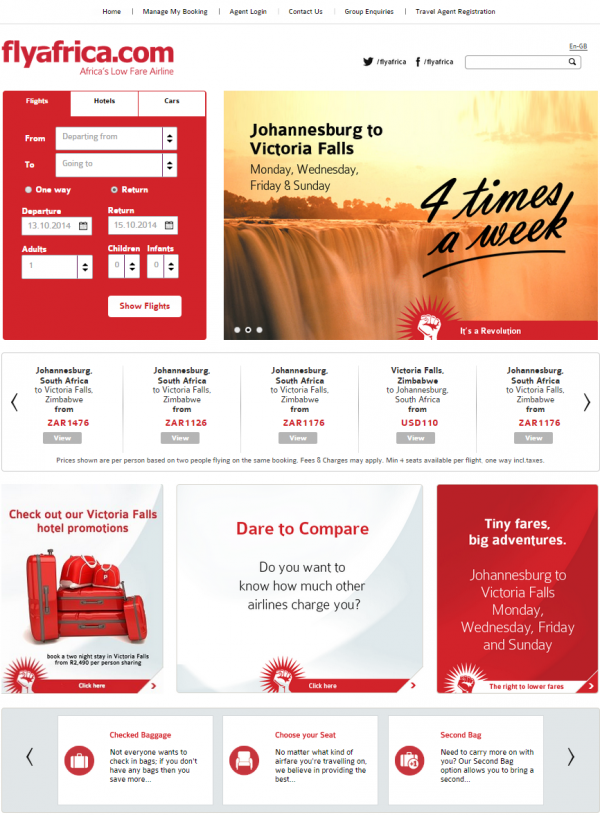 Home | Manage My Booking | Agent Login | Contact Us | Group Enquiries | Travel Agent Registration
flyafrica.com
Africa's Low Fare Airline
En-GB
/flyafrica /flyafrica
Flights Hotels Cars
From Departing from
To Going to
One way Return
Departure Return
13.10.2014 15.10.2014
Adults Children Infants
1 0 0
Show Flights
Johannesburg to
Victoria Falls
Monday, Wednesday,
Friday & Sunday
4 times
a week
It's a Revolution
Johannesburg,
South Africa
to Victoria Falls,
Zimbabwe
from
ZAR1476
View
Johannesburg,
South Africa
to Victoria Falls,
Zimbabwe
from
ZAR1126
View
Johannesburg,
South Africa
to Victoria Falls,
Zimbabwe
from
ZAR1176
View
Victoria Falls,
Zimbabwe
to Johannesburg,
South Africa
from
USD110
View
Johannesburg,
South Africa
to Victoria Falls,
Zimbabwe
from
ZAR1176
View
Prices shown are per person based on two people flying on the same booking. Fees & Charges may apply. Min 4 seats available per flight. one way incl.taxes.
Check out our Victoria Falls
hotel promotions
book a two night stay in Victoria Falls
from R2,490 per person sharing
Click here
Dare to Compare
Do you want to
know how much other
airlines charge you?
Click here
Tiny fares,
big adventures.
Johannesburg to
Victoria Falls
Monday,
Wednesday, Friday
and Sunday
The right to lower fares
Checked Baggage
Not everyone wants to
check in bags; if you don't
have any bags then you
save more...
Choose your Seat
No matter what kind of
airfare you're travelling on,
we believe in providing the
best...
Second Bag
Need to carry more on with
you? Our Second Bag
option allows you to bring a
second...